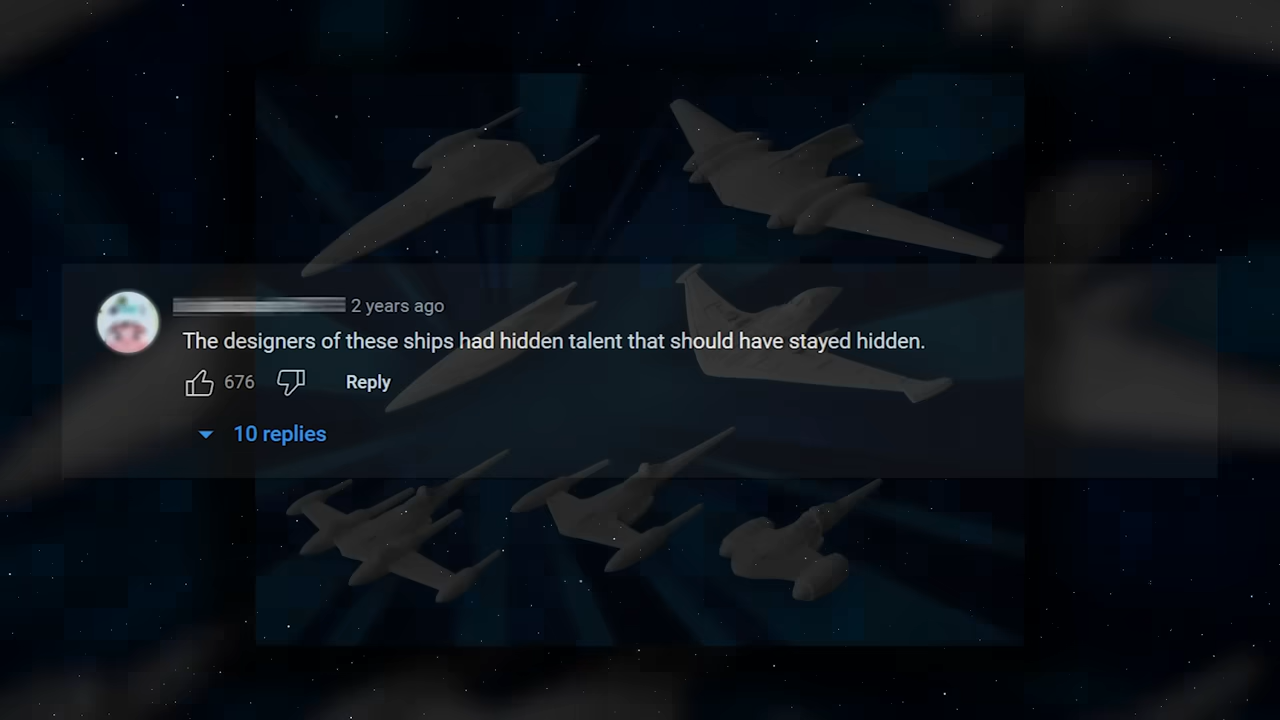 2 years ago
The designers of these ships had hidden talent that should have stayed hidden.
676 Reply
10 replies